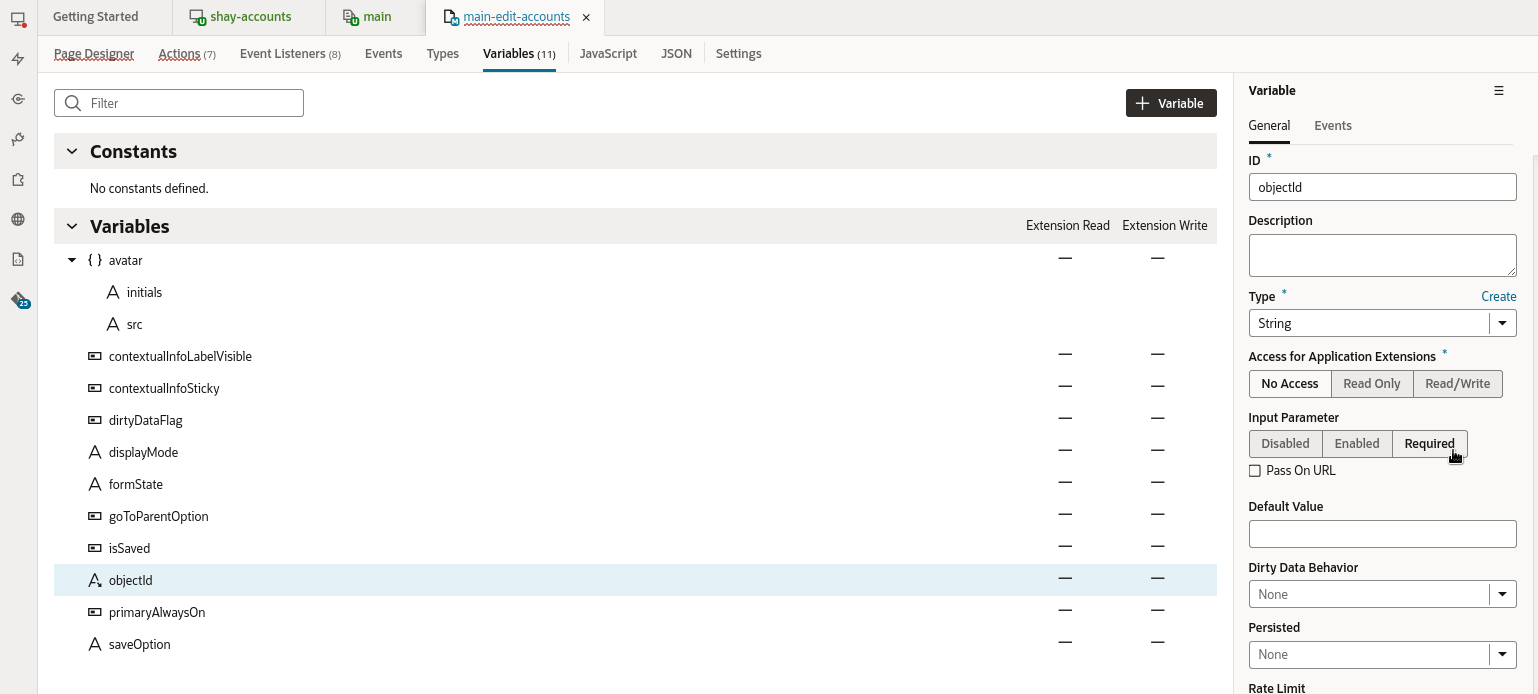 Getting Started
shay-accounts
main
main-edit-accounts
Page Designer
Actions (7)
Event Listeners (8)
Events
Types
Variables (11)
JavaScript
JSON
Settings
Filter
Variable
Constants
No constants defined.
Variables
Extension Read
Extension Write
avatar
initials
src
contextualInfoLabelVisible
contextualInfoSticky
dirtyDataFlag
displayMode
formState
goToParentOption
isSaved
objectId
primaryAlwaysOn
saveOption
25
Variable
General
Events
ID *
objectId
Description
Type *
Create
String
Access for Application Extensions *
No Access
Read Only
Read/Write
Input Parameter
Disabled
Enabled
Required
Pass On URL
Default Value
Dirty Data Behavior
None
Persisted
None
Rate Limit